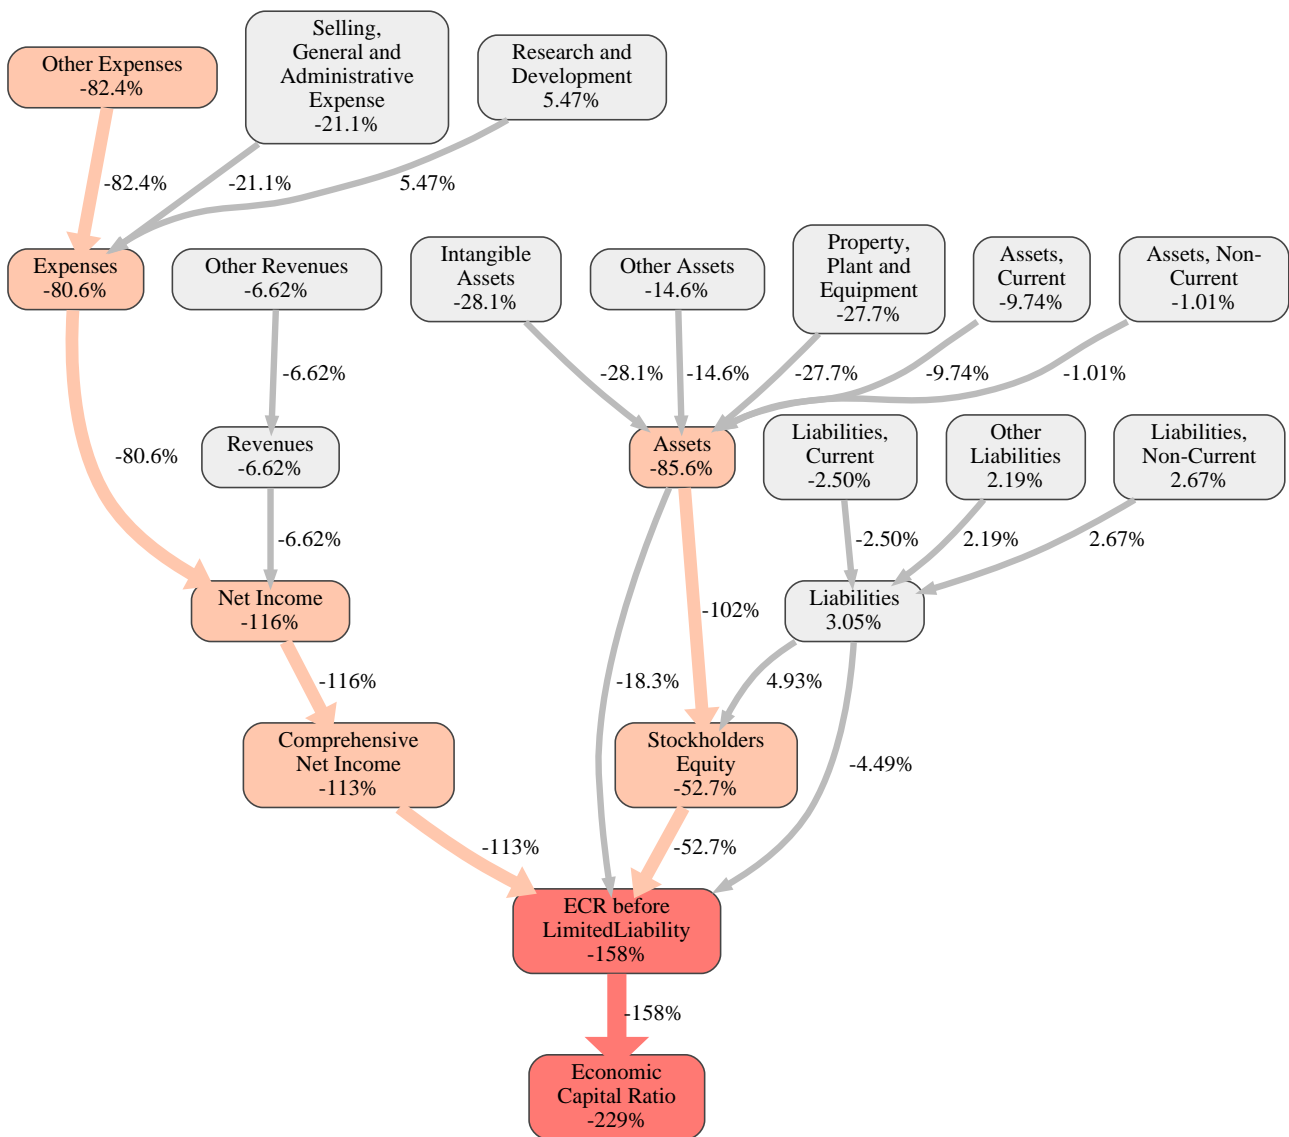 Other Expenses
-82.4%
Selling,
General and
Administrative
Expense
-21.1%
Research and
Development
5.47%
-82.4%
-21.1%
5.47%
Expenses
-80.6%
Other Revenues
-6.62%
Intangible
Assets
-28.1%
Other Assets
-14.6%
Property,
Plant and
Equipment
-27.7%
Assets,
Current
-9.74%
Assets, Non-
Current
-1.01%
-6.62%
-28.1%
-14.6%
-27.7%
-9.74%
-1.01%
-80.6%
Revenues
-6.62%
Assets
-85.6%
Liabilities,
Current
-2.50%
Other
Liabilities
2.19%
Liabilities,
Non-Current
2.67%
-6.62%
-2.50%
2.19%
2.67%
Net Income
-116%
-102%
Liabilities
3.05%
-116%
-18.3%
4.93%
Comprehensive
Net Income
-113%
Stockholders
Equity
-52.7%
-4.49%
-113%
-52.7%
ECR before
LimitedLiability
-158%
-158%
Economic
Capital Ratio
-229%